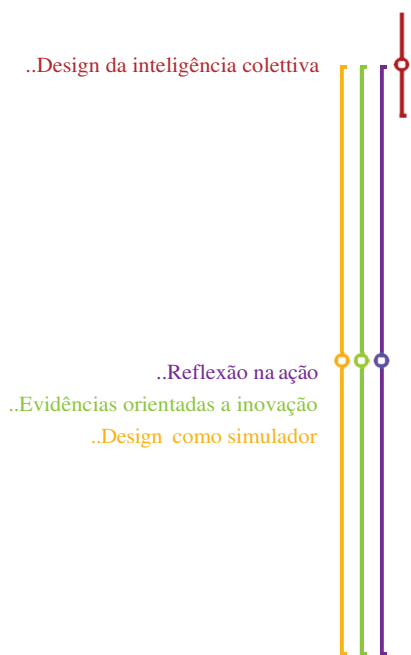 ..Design da inteligência colettiva
..Reflexão na ação
..Evidências orientadas a inovação
..Design como simulador